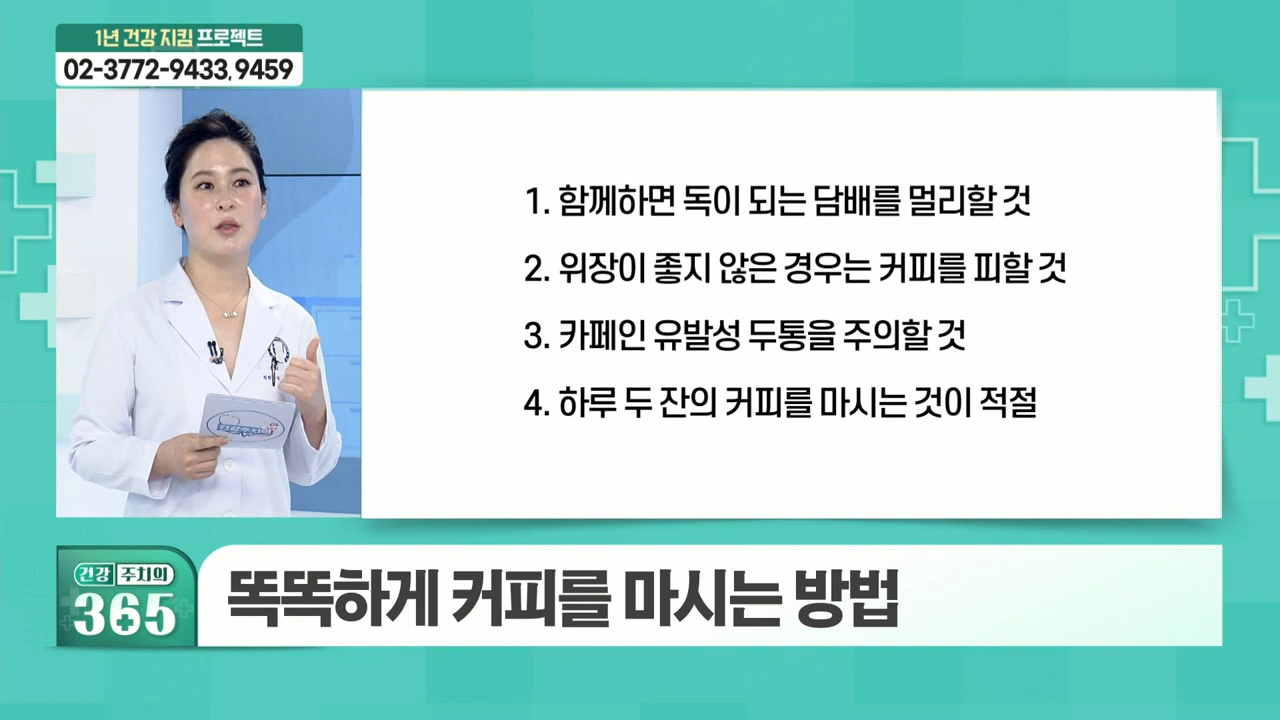 1년 건강 지킴 프로젝트
02-3772-9433, 9459
1. 함께하면 독이 되는 담배를 멀리할 것
2. 위장이 좋지 않은 경우는 커피를 피할 것
3. 카페인 유발성 두통을 주의할 것
4. 하루 두 잔의 커피를 마시는 것이 적절
건강 주치의
365
똑똑하게 커피를 마시는 방법